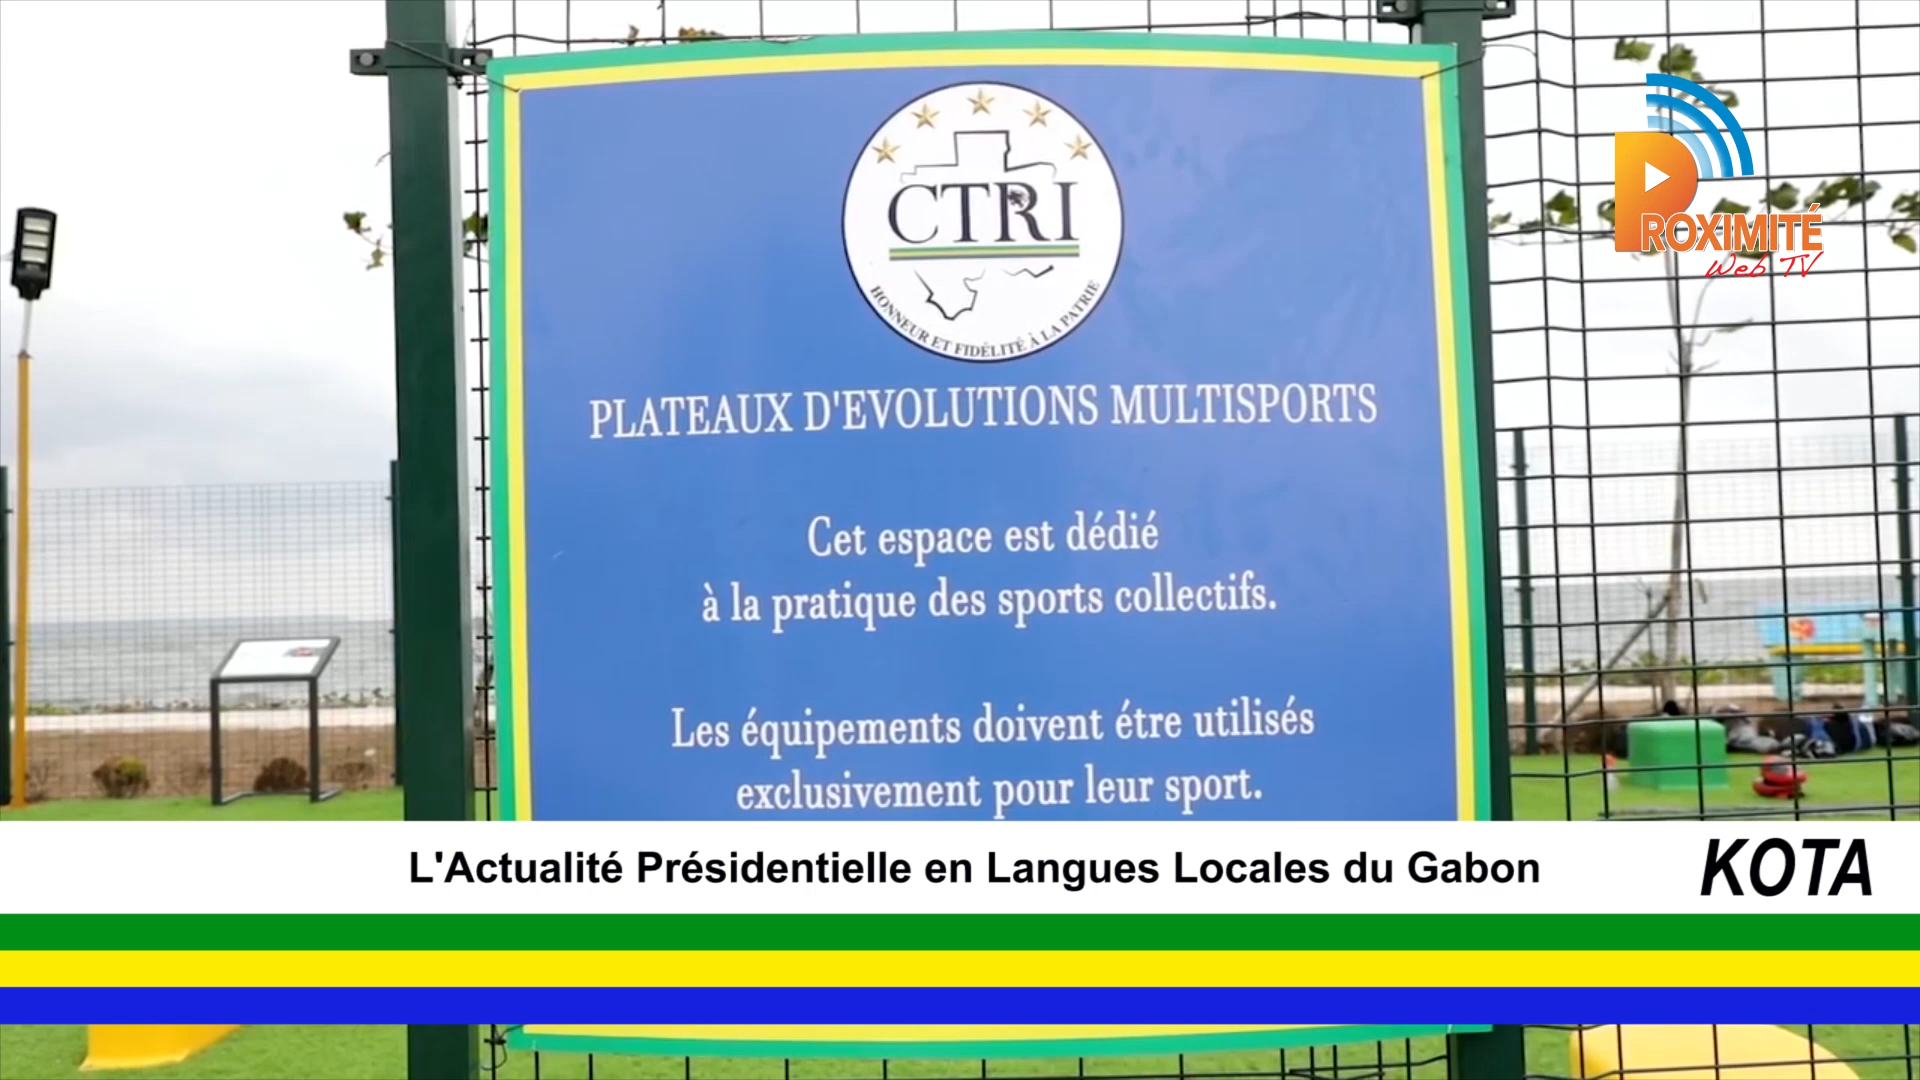 CTRI
HONNEUR ET FIDÉLITÉ À LA PATRIE
PROXIMITÉ
Web TV
PLATEAUX D'EVOLUTIONS MULTISPORTS
Cet espace est dédié
à la pratique des sports collectifs.
Les équipements doivent étre utilisés
exclusivement pour leur sport.
L'Actualité Présidentielle en Langues Locales du Gabon
KOTA